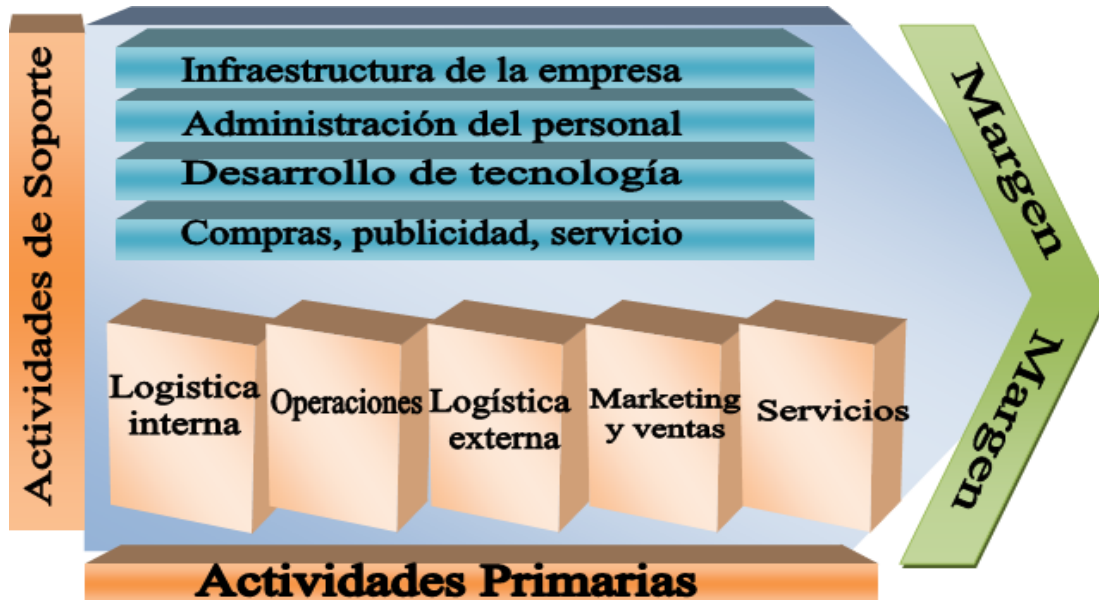 Actividades de Soporte
Infraestructura de la empresa
Administración del personal
Desarrollo de tecnología
Compras, publicidad, servicio
Logistica
interna
Operaciones
Logística
externa
Marketing
y ventas
Servicios
Margen
Margen
Actividades Primarias